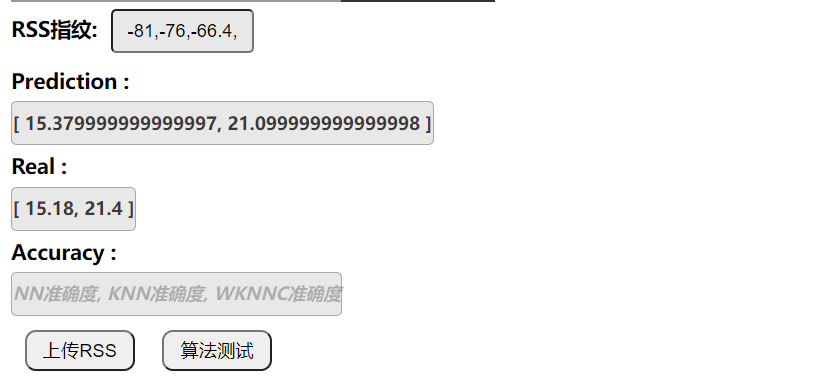 RSS指纹: -81,-76,-66.4,
Prediction :
[ 15.379999999999997, 21.099999999999998 ]
Real :
[ 15.18, 21.4 ]
Accuracy :
NN准确度, KNN准确度, WKNNC准确度
上传RSS 算法测试